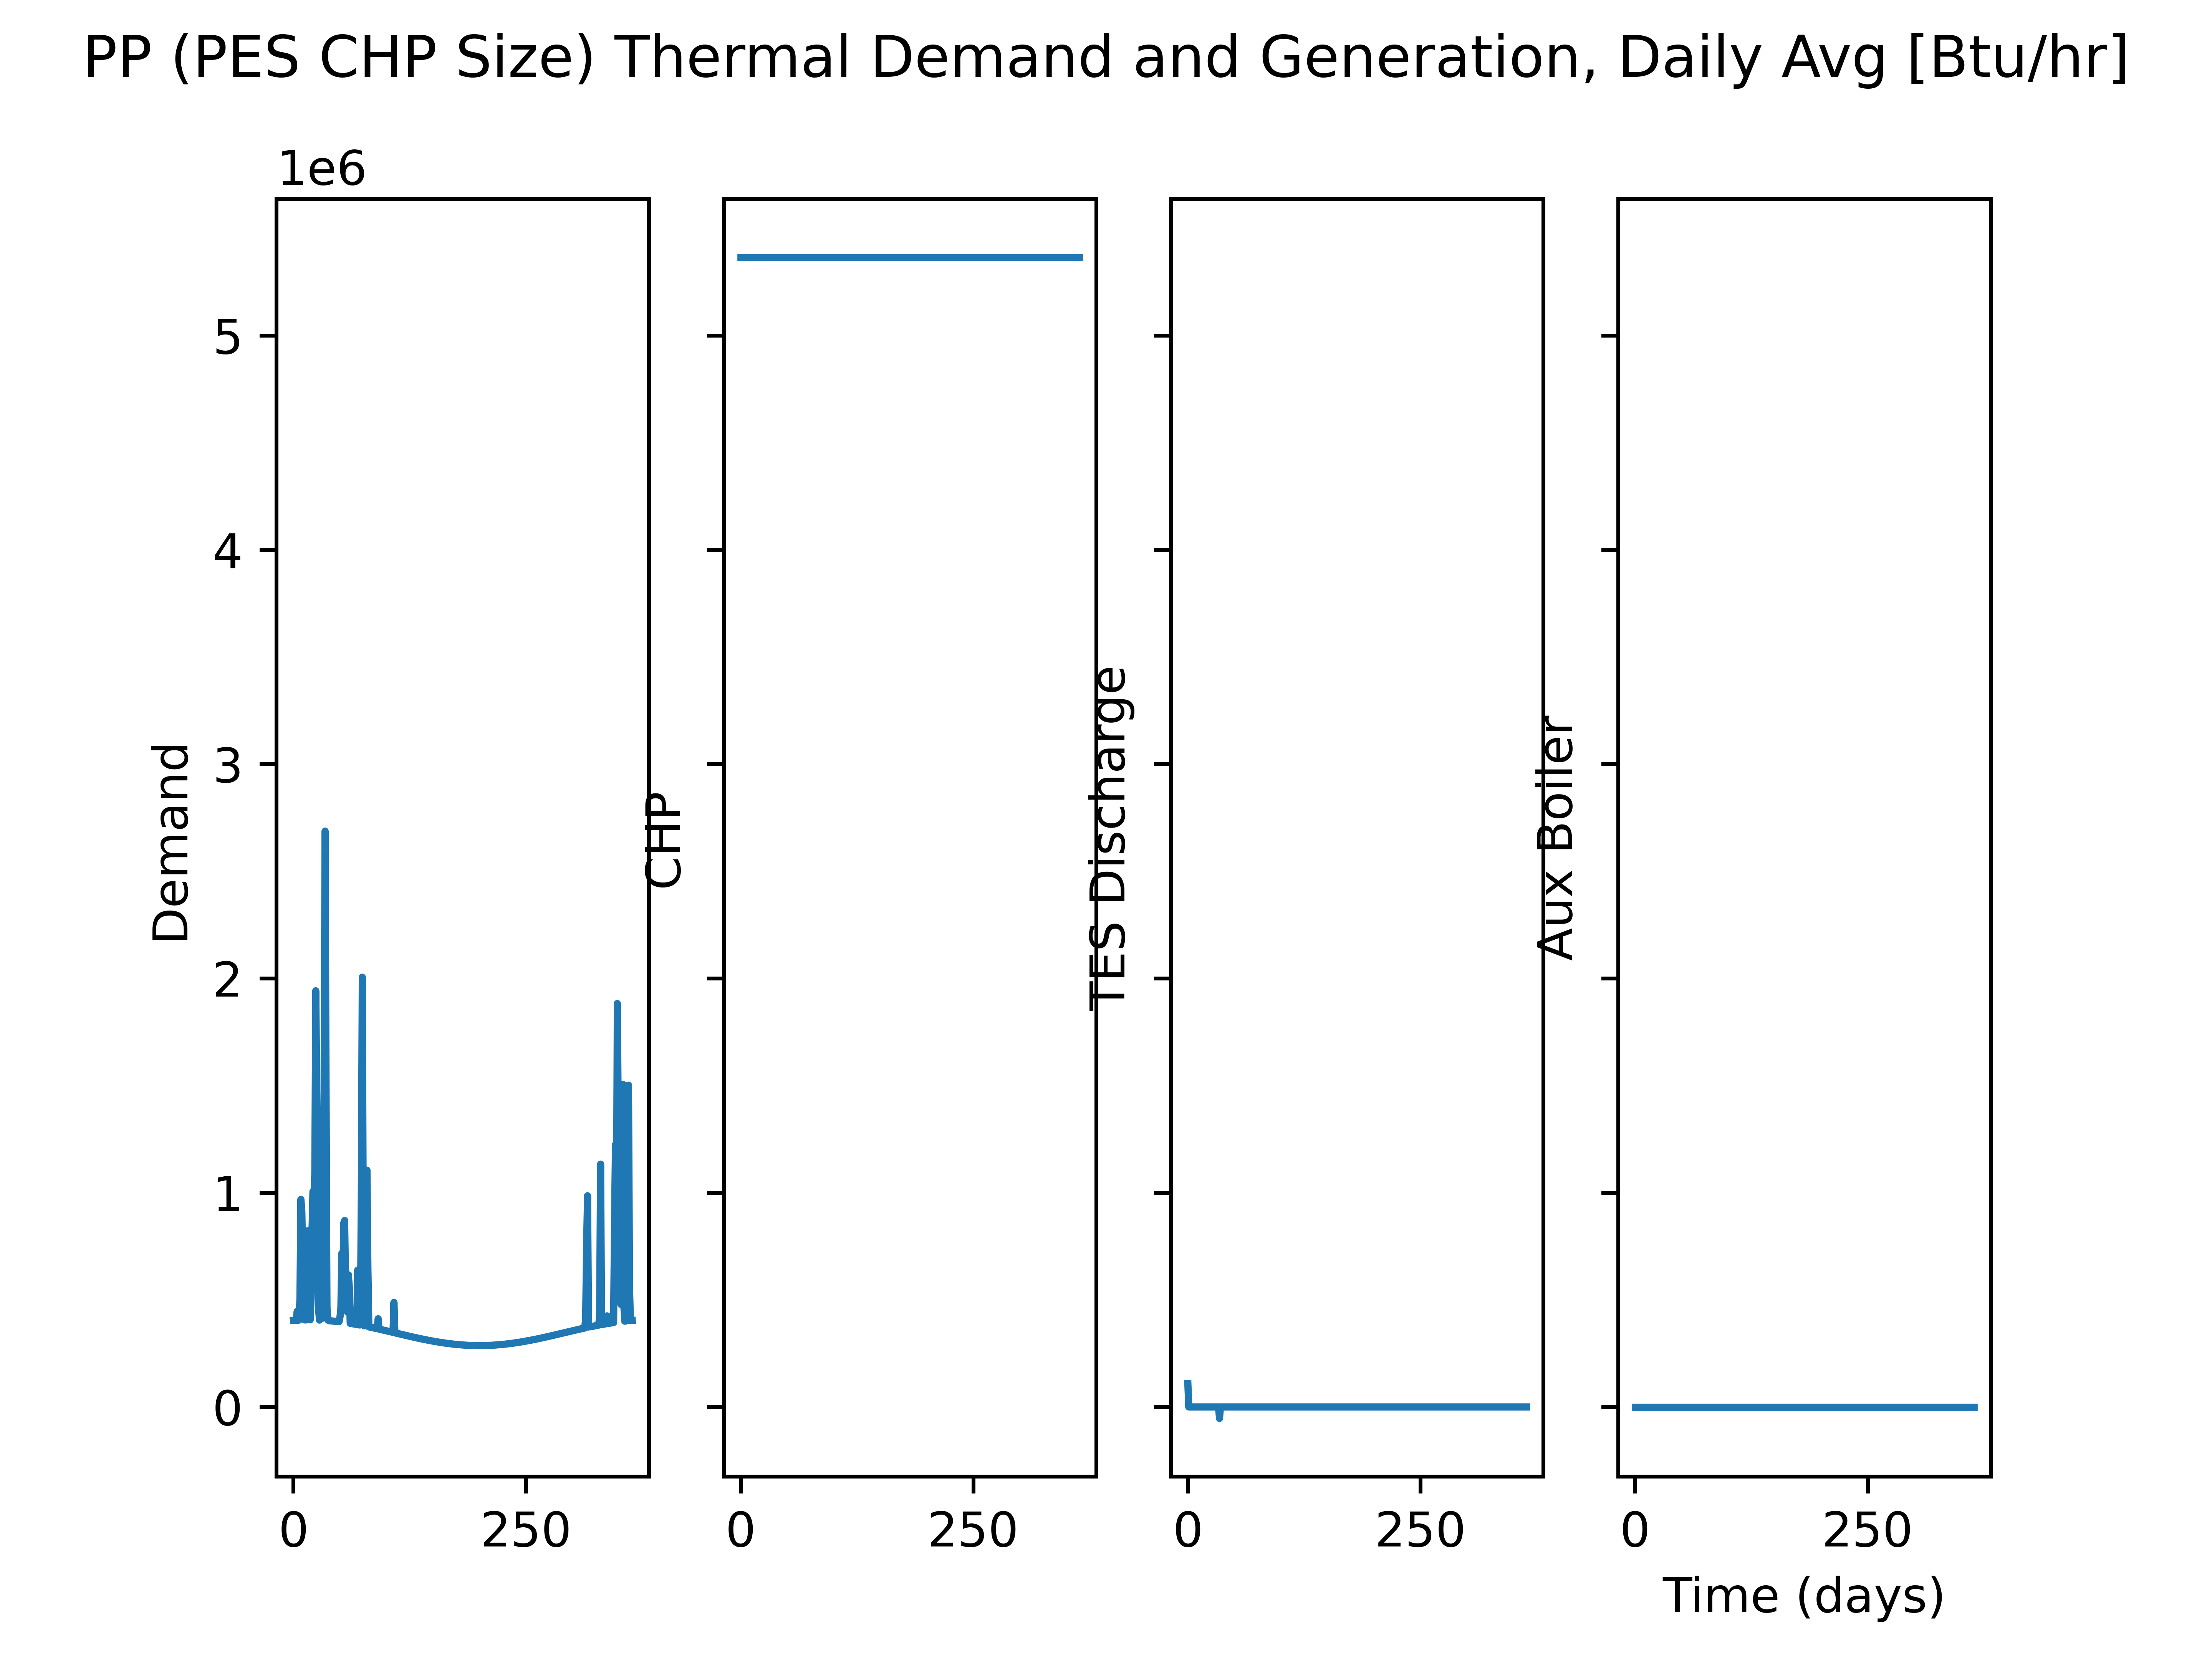 PP (PES CHP Size) Thermal Demand and Generation, Daily Avg [Btu/hr]
1e6
5
4
3
2
1
0
Demand
CHP
TES Discharge
Aux Boiler
0 250
0 250
0 250
0 250
Time (days)